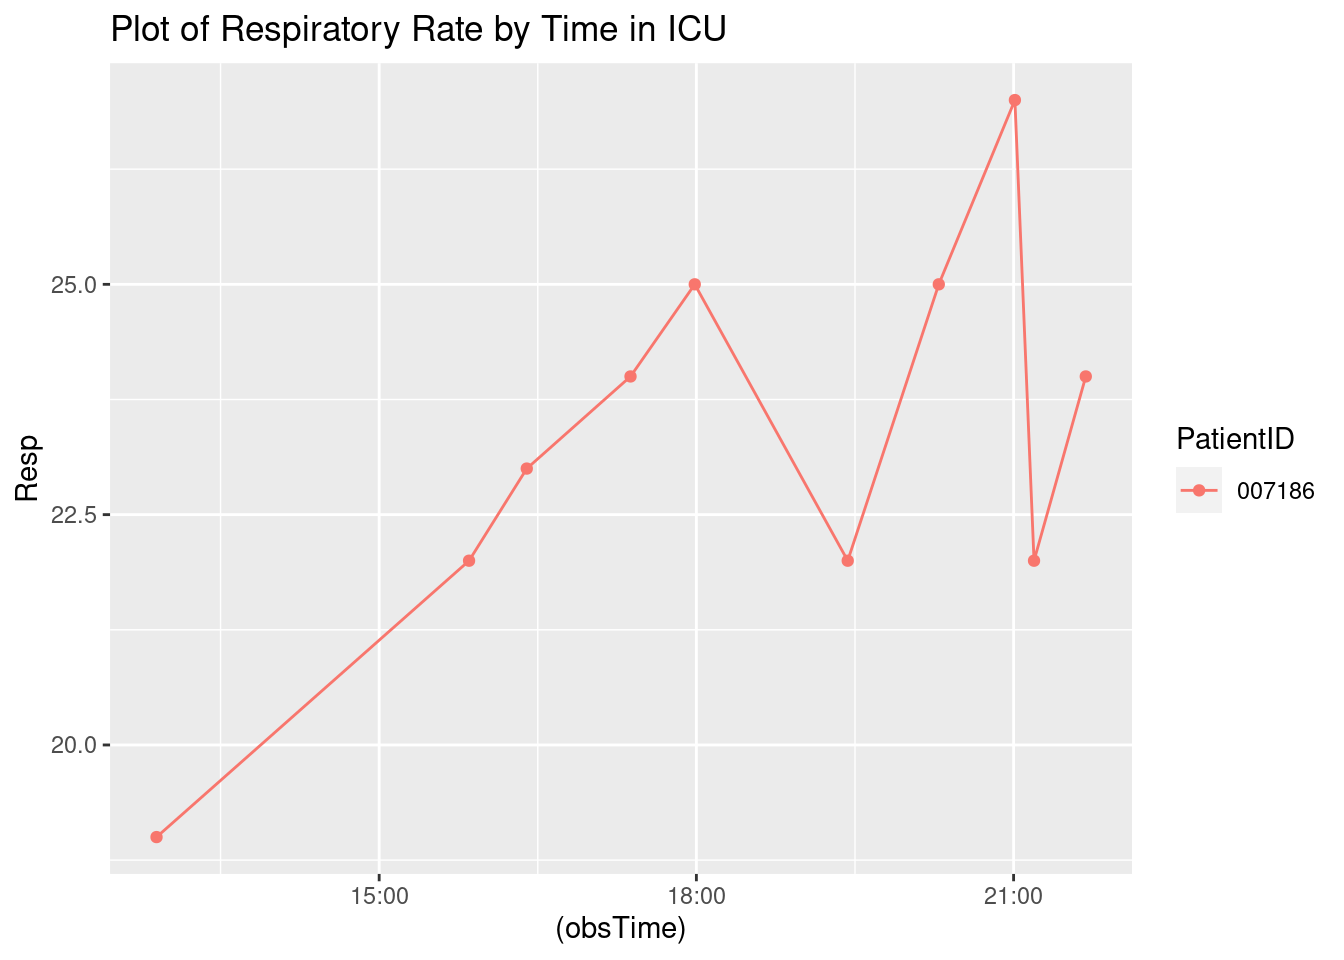 Plot of Respiratory Rate by Time in ICU
Resp
25.0
22.5
20.0
15:00 18:00 21:00
(obsTime)
PatientID
007186